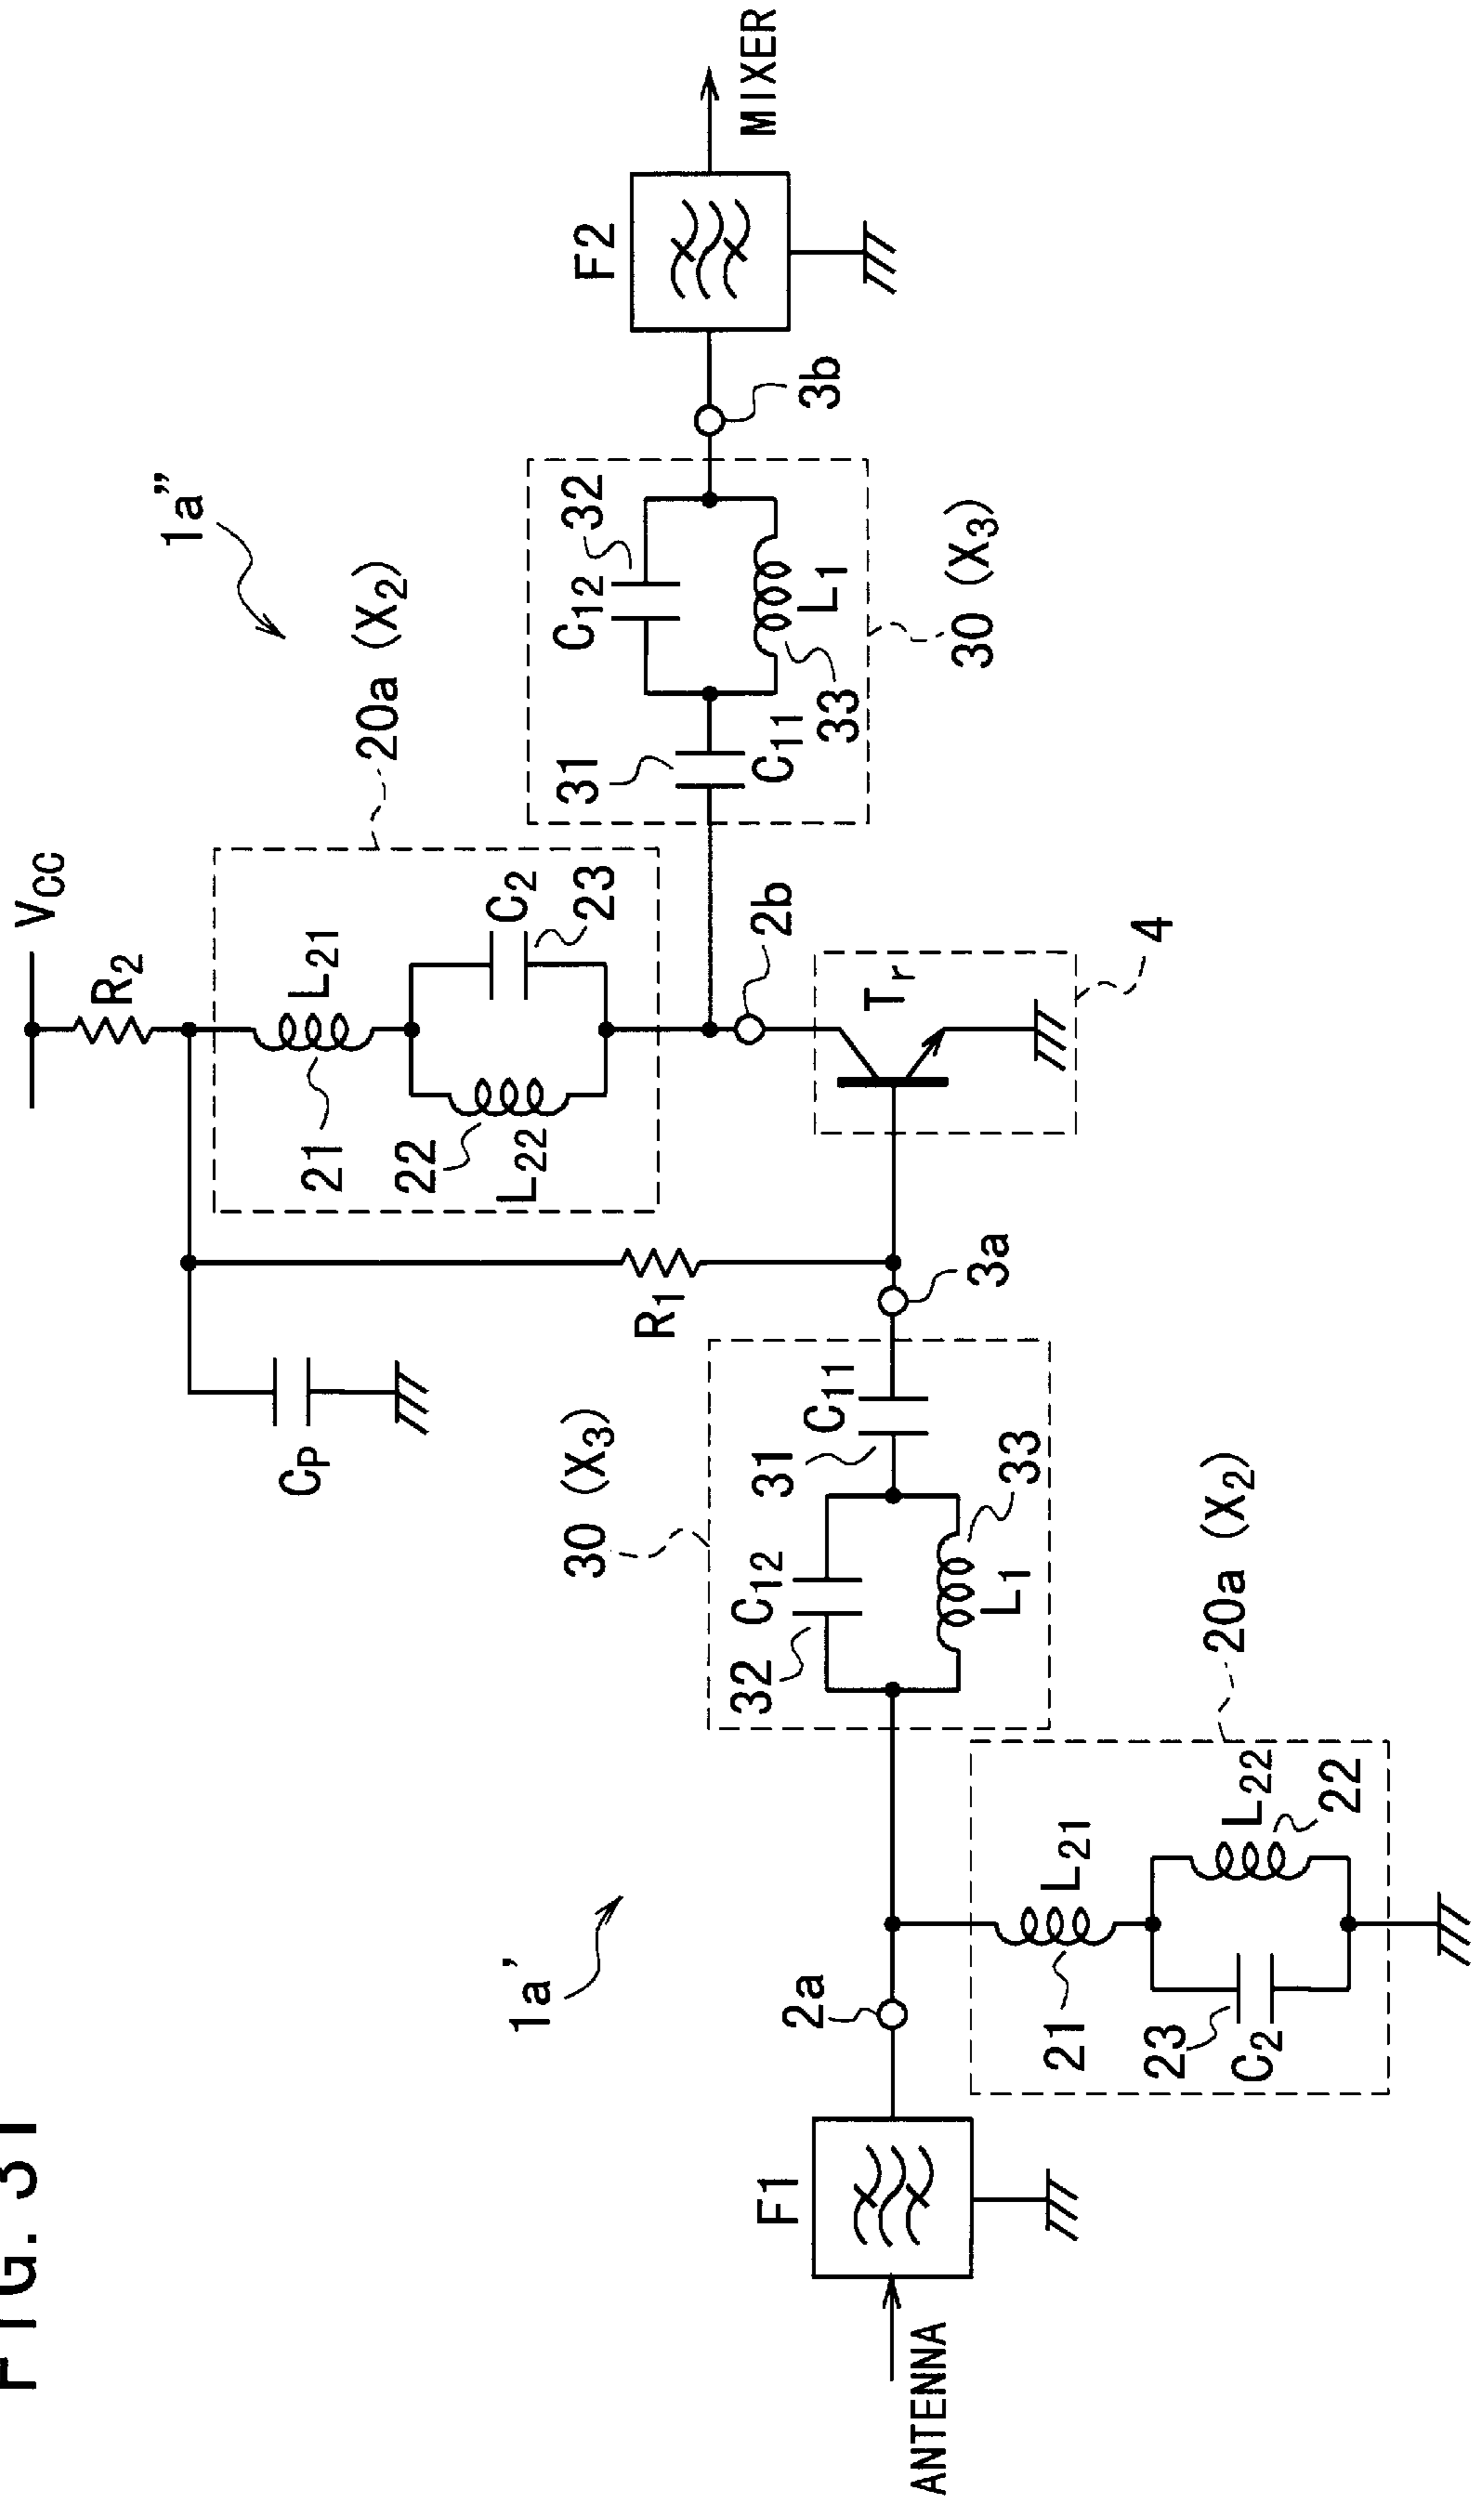 FIG. 31
VCC
R2
1a"
20a (X2)
L21
21
22
L22
C2
23
CP
R1
2b
Tr
4
3a
31
C11
C12
32
L1
33
30 (X3)
3b
F2
MIXER
1a'
30 (X3)
32
C12
31
C11
L1
33
2a
F1
ANTENNA
20a (X2)
L21
21
23
C2
L22
22